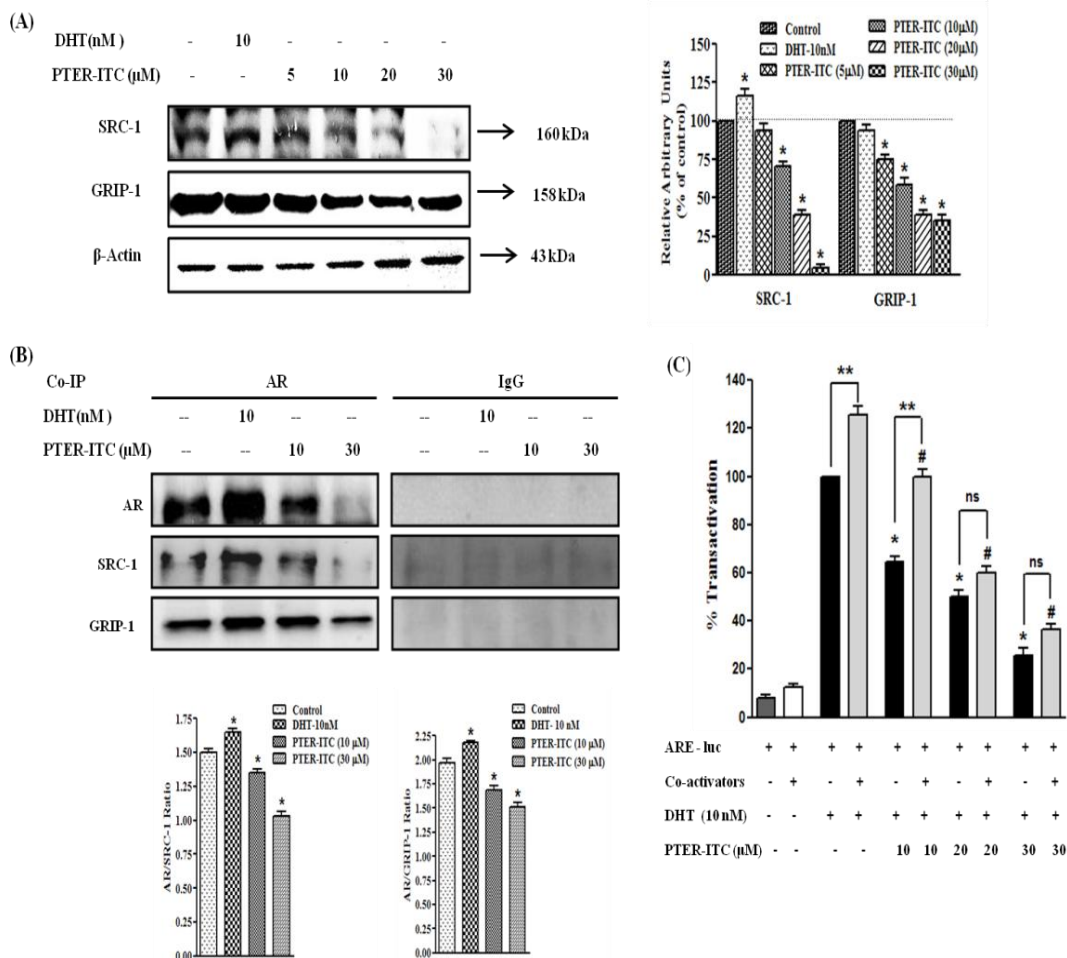 (A)
DHT(nM ) - 10 - - - -
PTER-ITC (μM) - - 5 10 20 30
SRC-1 160kDa
GRIP-1 158kDa
β-Actin 43kDa
Control
DHT-10nM
PTER-ITC (5μM)
PTER-ITC (10μM)
PTER-ITC (20μM)
PTER-ITC (30μM)
Relative Arbitrary Units
(% of control)
150
125
100
75
50
25
0
* * * * * * * *
SRC-1 GRIP-1
(B)
Co-IP AR IgG
DHT(nM) -- 10 -- -- -- 10 -- --
PTER-ITC (μM) -- -- 10 30 -- -- 10 30
AR
SRC-1
GRIP-1
Control
DHT-10nM
PTER-ITC (10 μM)
PTER-ITC (30 μM)
AR/SRC-1 Ratio
1.75
1.50
1.25
1.00
0.75
0.50
0.25
0.00
* * * 
Control
DHT- 10 nM
PTER-ITC (10 μM)
PTER-ITC (30 μM)
AR/GRIP-1 Ratio
2.25
2.00
1.75
1.50
1.25
1.00
0.75
0.50
0.25
0.00
* * *
(C)
% Transactivation
140
120
100
80
60
40
20
0
** ** ns ns
* # * # * #
ARE - luc + + + + + + + + + +
Co-activators - + - + - + - + - +
DHT (10 nM) - - + + + + + + + +
PTER-ITC (μM) - - - - 10 10 20 20 30 30